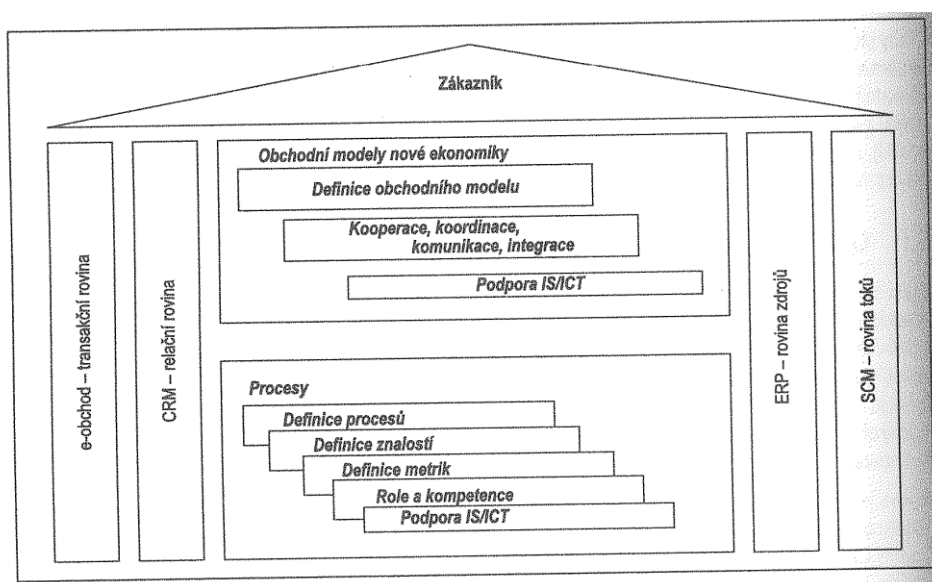 Zákazník
e-obchod – transakční rovina
CRM – relační rovina
Obchodní modely nové ekonomiky
Definice obchodního modelu
Kooperace, koordinace,
komunikace, integrace
Podpora IS/ICT
Procesy
Definice procesů
Definice znalostí
Definice metrik
Role a kompetence
Podpora IS/ICT
ERP – rovina zdrojů
SCM – rovina toků